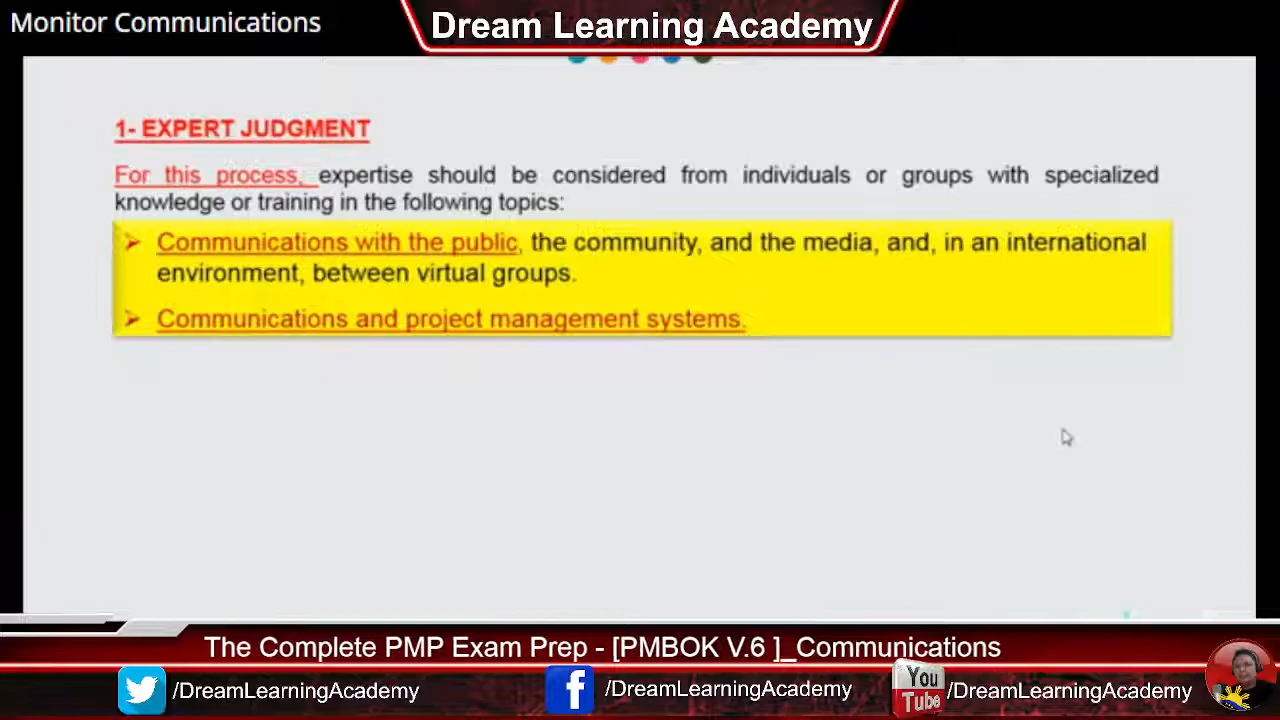 Monitor Communications
Dream Learning Academy
1- EXPERT JUDGMENT
For this process, expertise should be considered from individuals or groups with specialized
knowledge or training in the following topics:
➢ Communications with the public, the community, and the media, and, in an international
environment, between virtual groups.
➢ Communications and project management systems.
The Complete PMP Exam Prep - [PMBOK V.6 ]_Communications
/DreamLearningAcademy
/DreamLearningAcademy
You
Tube
/DreamLearningAcademy